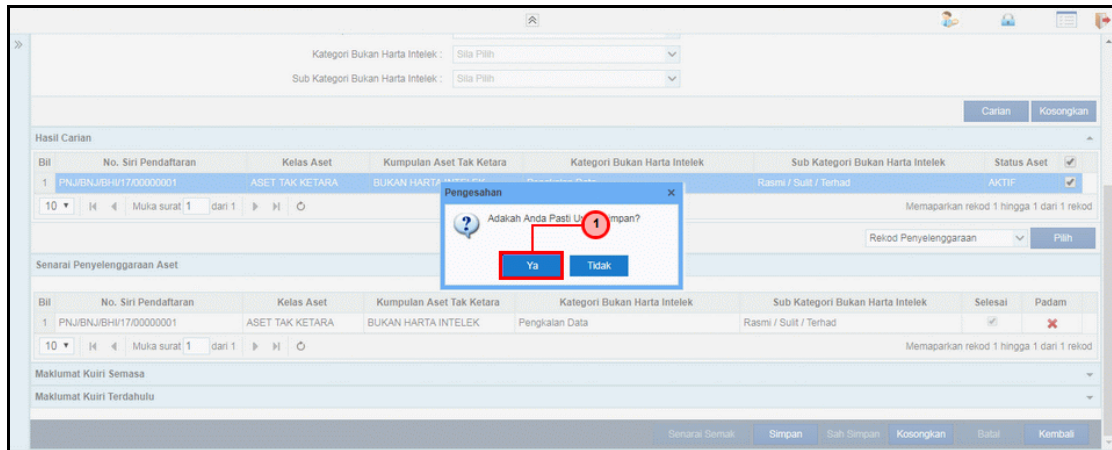 Kategori Bukan Harta Intelek : Sila Pilih
Sub Kategori Bukan Harta Intelek : Sila Pilih
Carian Kosongkan
Hasil Carian
Bil No. Siri Pendaftaran Kelas Aset Kumpulan Aset Tak Ketara Kategori Bukan Harta Intelek Sub Kategori Bukan Harta Intelek Status Aset
1 PNJ/BNJ/BHI/17/00000001 ASET TAK KETARA BUKAN HARTA INTELEK Pengkalan Data Rasmi / Sulit / Terhad AKTIF
10 Muka surat 1 dari 1 Memaparkan rekod 1 hingga 1 dari 1 rekod
Pengesahan
Adakah Anda Pasti 1 mpan?
Ya Tidak
Rekod Penyelenggaraan Pilih
Senarai Penyelenggaraan Aset
Bil No. Siri Pendaftaran Kelas Aset Kumpulan Aset Tak Ketara Kategori Bukan Harta Intelek Sub Kategori Bukan Harta Intelek Selesai Padam
1 PNJ/BNJ/BHI/17/00000001 ASET TAK KETARA BUKAN HARTA INTELEK Pengkalan Data Rasmi / Sulit / Terhad
10 Muka surat 1 dari 1 Memaparkan rekod 1 hingga 1 dari 1 rekod
Maklumat Kuiri Semasa
Maklumat Kuiri Terdahulu
Senarai Semak Simpan Sah Simpan Kosongkan Batal Kembali